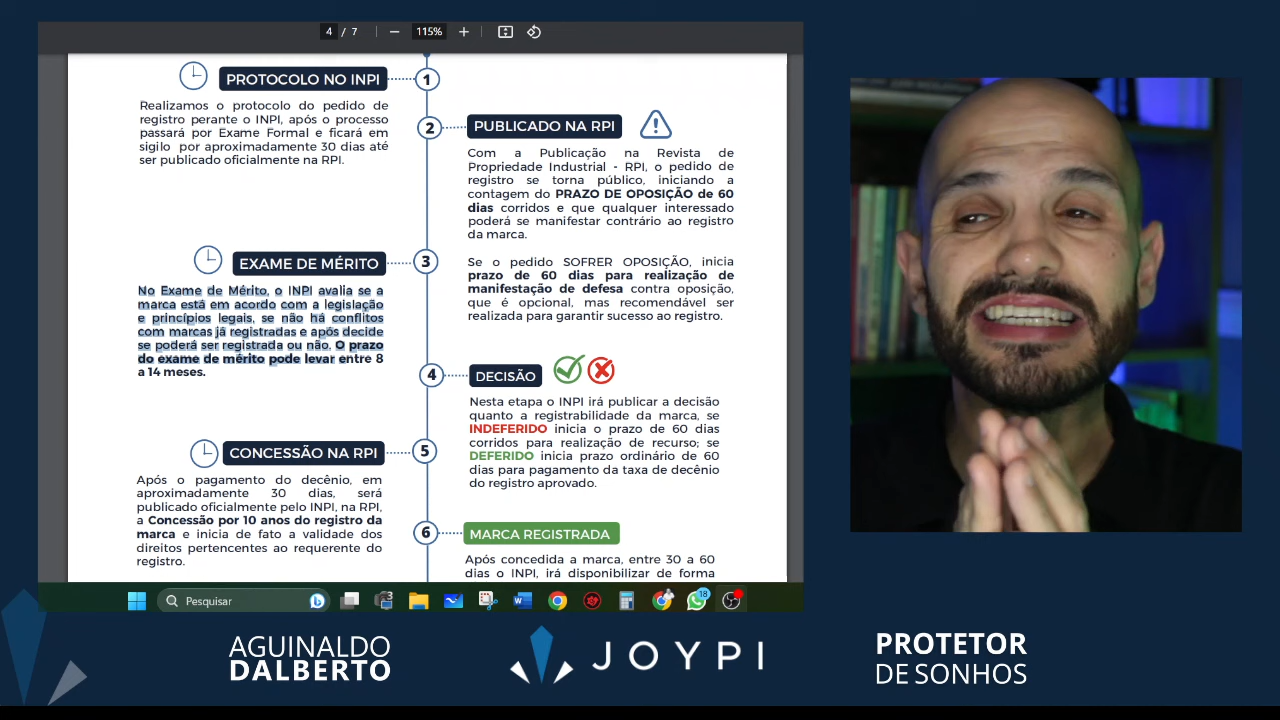 4 / 7
115%
PROTOCOLO NO INPI
1
Realizamos o protocolo do pedido de
registro perante o INPI, após o processo
passará por Exame Formal e ficará em
sigilo por aproximadamente 30 dias até
ser publicado oficialmente na RPI.
2
PUBLICADO NA RPI
Com a Publicação na Revista de
Propriedade Industrial - RPI, o pedido de
registro se torna público, iniciando a
contagem do PRAZO DE OPOSIÇÃO de 60
dias corridos e que qualquer interessado
poderá se manifestar contrário ao registro
da marca.
Se o pedido SOFRER OPOSIÇÃO, inicia
prazo de 60 dias para realização de
manifestação de defesa contra oposição,
que é opcional, mas recomendável ser
realizada para garantir sucesso ao registro.
EXAME DE MÉRITO
3
No Exame de Mérito, o INPI avalia se a
marca está em acordo com a legislação
e princípios legais, se não há conflitos
com marcas já registradas e após decide
se poderá ser registrada ou não. O prazo
do exame de mérito pode levar entre 8
a 14 meses.
4
DECISÃO
Nesta etapa o INPI irá publicar a decisão
quanto a registrabilidade da marca, se
INDEFERIDO inicia o prazo de 60 dias
corridos para realização de recurso; se
DEFERIDO inicia prazo ordinário de 60
dias para pagamento da taxa de decênio
do registro aprovado.
CONCESSÃO NA RPI
5
Após o pagamento do decênio, em
aproximadamente 30 dias, será
publicado oficialmente pelo INPI, na RPI,
a Concessão por 10 anos do registro da
marca e inicia de fato a validade dos
direitos pertencentes ao requerente do
registro.
6
MARCA REGISTRADA
Após concedida a marca, entre 30 a 60
dias o INPI, irá disponibilizar de forma
Pesquisar
18
AGUINALDO
DALBERTO
JOYPI
PROTETOR
DE SONHOS